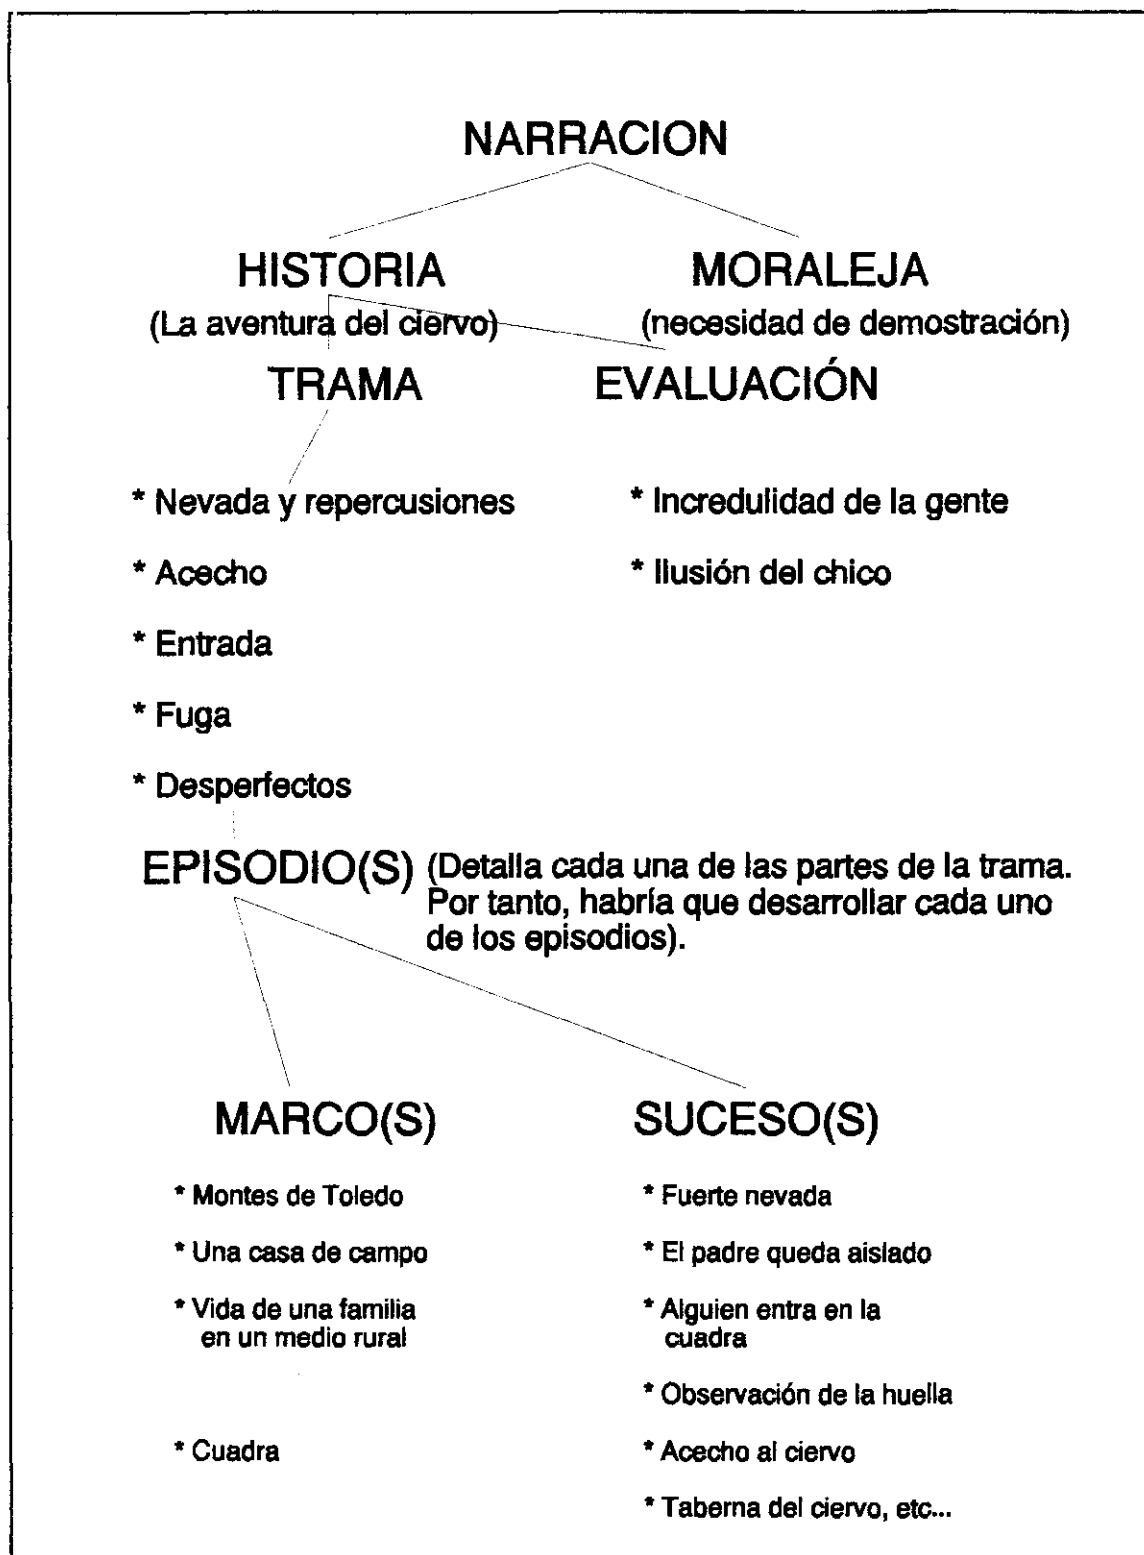 NARRACION
HISTORIA
MORALEJA
(La aventura del ciervo)
(necesidad de demostración)
TRAMA
EVALUACIÓN
* Nevada y repercusiones
* Incredulidad de la gente
* Acecho
* Ilusión del chico
* Entrada
* Fuga
* Desperfectos
EPISODIO(S) (Detalla cada una de las partes de la trama.
Por tanto, habría que desarrollar cada uno
de los episodios).
MARCO(S)
SUCESO(S)
* Montes de Toledo
* Fuerte nevada
* Una casa de campo
* El padre queda aislado
* Vida de una familia
en un medio rural
* Alguien entra en la
cuadra
* Observación de la huella
* Cuadra
* Acecho al ciervo
* Taberna del ciervo, etc...